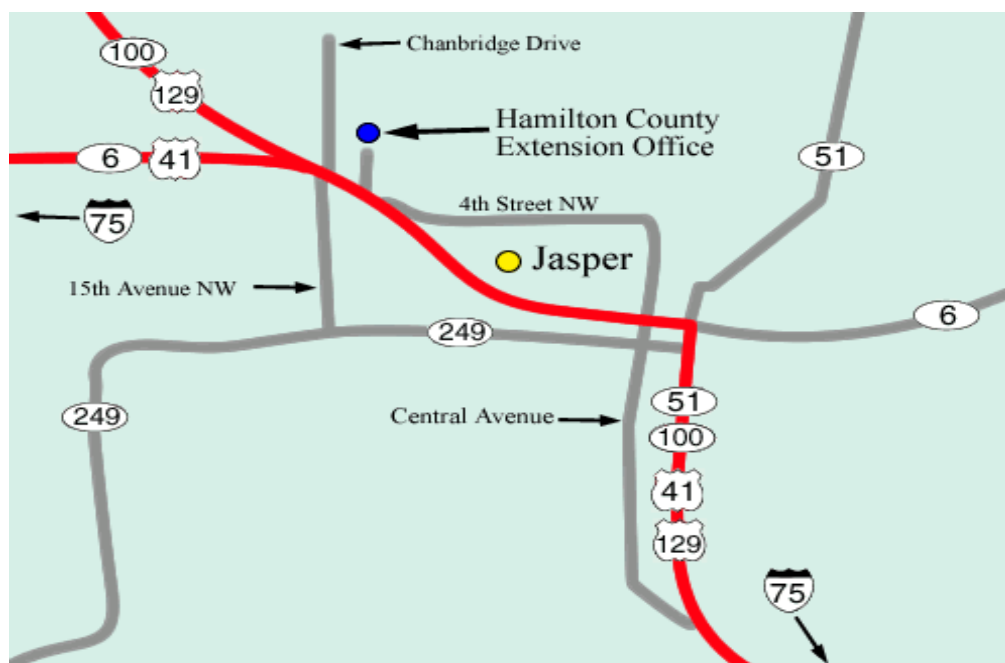 Chanbridge Drive
100
129
Hamilton County
Extension Office
6
41
51
75
4th Street NW
Jasper
15th Avenue NW
249
6
249
Central Avenue
51
100
41
129
75